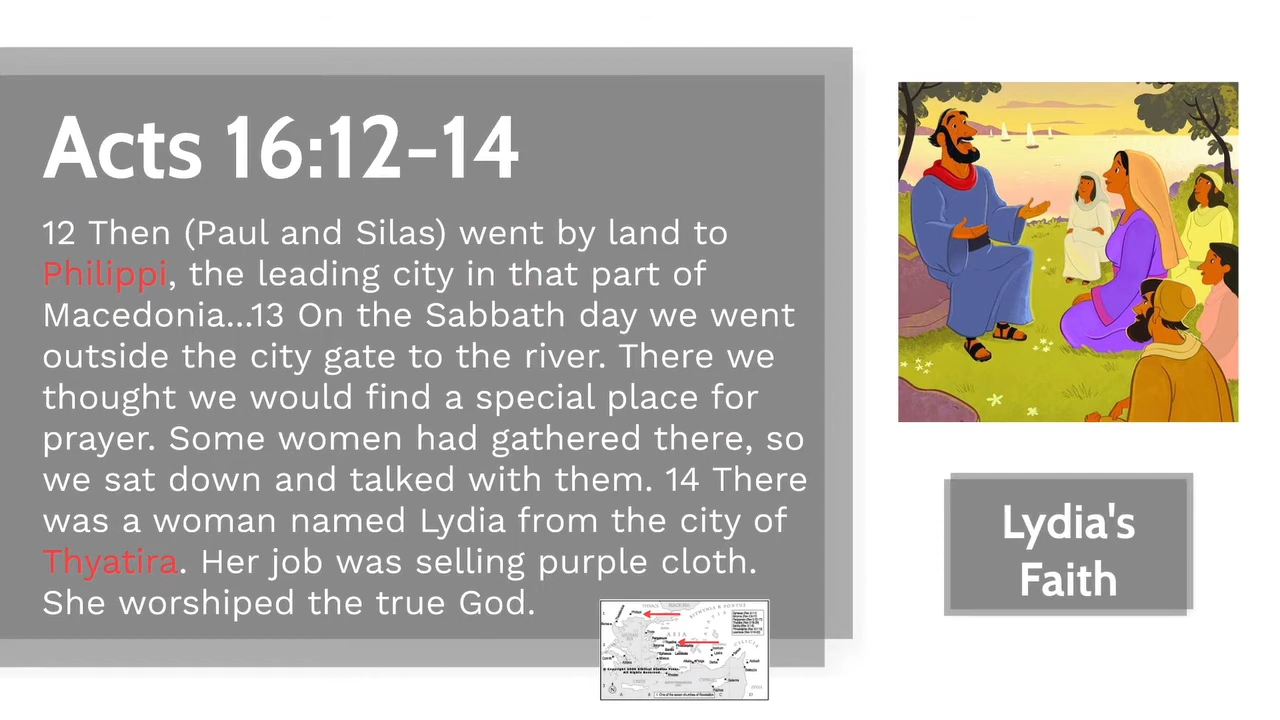 Acts 16:12-14
12 Then (Paul and Silas) went by land to
Philippi, the leading city in that part of
Macedonia...13 On the Sabbath day we went
outside the city gate to the river. There we
thought we would find a special place for
prayer. Some women had gathered there, so
we sat down and talked with them. 14 There
was a woman named Lydia from the city of
Thyatira. Her job was selling purple cloth.
She worshiped the true God.
Lydia's
Faith
ASIA